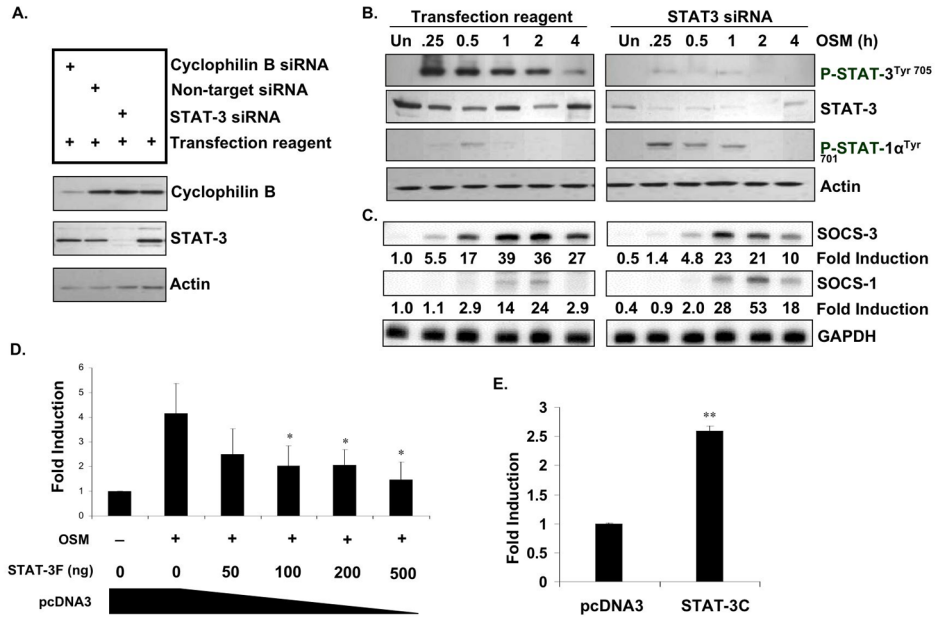 A.
+ Cyclophilin B siRNA
+ Non-target siRNA
+ STAT-3 siRNA
+ + + + Transfection reagent
Cyclophilin B
STAT-3
Actin
B.
Transfection reagent STAT3 siRNA
Un .25 0.5 1 2 4 Un .25 0.5 1 2 4 OSM (h)
P-STAT-3Tyr 705
STAT-3
P-STAT-1αTyr
701
Actin
C.
SOCS-3
1.0 5.5 17 39 36 27 0.5 1.4 4.8 23 21 10 Fold Induction
SOCS-1
1.0 1.1 2.9 14 24 2.9 0.4 0.9 2.0 28 53 18 Fold Induction
GAPDH
D.
Fold Induction
6
5
4
3
2
1
0
* * *
OSM – + + + + +
STAT-3F (ng) 0 0 50 100 200 500
pcDNA3
E.
Fold Induction
3
2.5
2
1.5
1
0.5
0
**
pcDNA3 STAT-3C